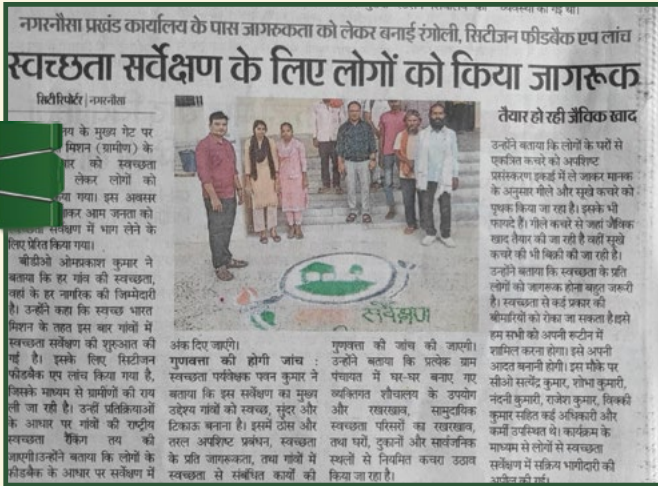 व्यवस्था की गई थी।
नगरनौसा प्रखंड कार्यालय के पास जागरुकता को लेकर बनाई रंगोली, सिटीजन फीडबैक एप लांच
स्वच्छता सर्वेक्षण के लिए लोगों को किया जागरूक
सिटी रिपोर्टर | नगरनौसा
के मुख्य गेट पर
मिशन (ग्रामीण) के
को स्वच्छता
लेकर लोगों को
गया। इस अवसर
आम जनता को
सर्वेक्षण में भाग लेने के
लिए प्रेरित किया गया।
बीडीओ ओमप्रकाश कुमार ने
बताया कि हर गांव की स्वच्छता,
वहां के हर नागरिक की जिम्मेदारी
है। उन्होंने कहा कि स्वच्छ भारत
मिशन के तहत इस बार गांवों में
स्वच्छता सर्वेक्षण की शुरुआत की
गई है। इसके लिए सिटीजन
फीडबैक एप लांच किया गया है,
जिसके माध्यम से ग्रामीणों की राय
ली जा रही है। उन्हीं प्रतिक्रियाओं
के आधार पर गांवों की राष्ट्रीय
स्वच्छता रैंकिंग तय की
जाएगी।उन्होंने बताया कि लोगों के
फीडबैक के आधार पर सर्वेक्षण में
सर्वेक्षण
अंक दिए जाएंगे।
गुणवत्ता की होगी जांच :
स्वच्छता पर्यवेक्षक पवन कुमार ने
बताया कि इस सर्वेक्षण का मुख्य
उद्देश्य गांवों को स्वच्छ, सुंदर और
टिकाऊ बनाना है। इसमें ठोस और
तरल अपशिष्ट प्रबंधन, स्वच्छता
के प्रति जागरुकता, तथा गांवों में
स्वच्छता से संबंधित कार्यों की
गुणवत्ता की जांच की जाएगी।
उन्होंने बताया कि प्रत्येक ग्राम
पंचायत में घर-घर बनाए गए
व्यक्तिगत शौचालय के उपयोग
और रखरखाव, सामुदायिक
स्वच्छता परिसरों का रखरखाव,
तथा घरों, दुकानों और सार्वजनिक
स्थलों से नियमित कचरा उठाव
किया जा रहा है।
तैयार हो रही जैविक खाद
उन्होंने बताया कि लोगों के घरों से
एकत्रित कचरे को अपशिष्ट
प्रसंस्करण इकाई में ले जाकर मानक
के अनुसार गीले और सूखे कचरे को
पृथक किया जा रहा है। इसके भी
फायदे हैं। गीले कचरे से जहां जैविक
खाद तैयार की जा रही है वहीं सूखे
कचरे की भी बिक्री की जा रही है।
उन्होंने बताया कि स्वच्छता के प्रति
लोगों को जागरूक होना बहुत जरूरी
है। स्वच्छता से कई प्रकार की
बीमारियों को रोका जा सकता है।इसे
हम सभी को अपनी रूटीन में
शामिल करना होगा। इसे अपनी
आदत बनानी होगी। इस मौके पर
सीओ सत्येंद्र कुमार, शोभा कुमारी,
नंदनी कुमारी, राजेश कुमार, विक्की
कुमार सहित कई अधिकारी और
कर्मी उपस्थित थे। कार्यक्रम के
माध्यम से लोगों से स्वच्छता
सर्वेक्षण में सक्रिय भागीदारी की
अपील की गई।